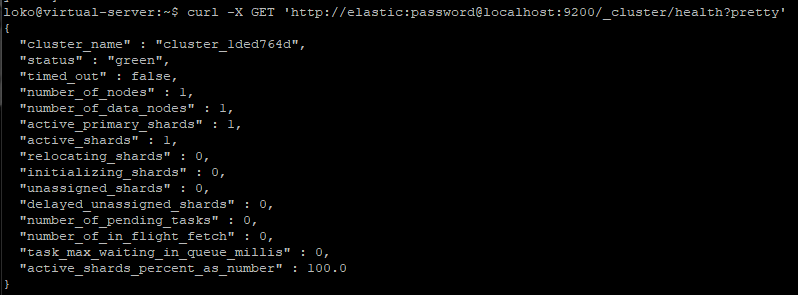 loko@virtual-server:~$ curl -X GET 'http://elastic:password@localhost:9200/_cluster/health?pretty'
{
  "cluster_name" : "cluster_1ded764d",
  "status" : "green",
  "timed_out" : false,
  "number_of_nodes" : 1,
  "number_of_data_nodes" : 1,
  "active_primary_shards" : 1,
  "active_shards" : 1,
  "relocating_shards" : 0,
  "initializing_shards" : 0,
  "unassigned_shards" : 0,
  "delayed_unassigned_shards" : 0,
  "number_of_pending_tasks" : 0,
  "number_of_in_flight_fetch" : 0,
  "task_max_waiting_in_queue_millis" : 0,
  "active_shards_percent_as_number" : 100.0
}